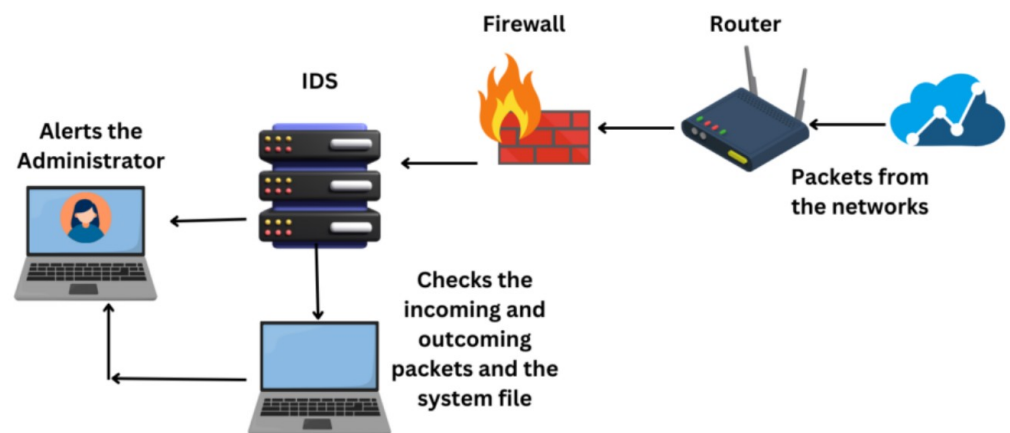 Firewall
Router
IDS
Alerts the
Administrator
Packets from
the networks
Checks the
incoming and
outcoming
packets and the
system file